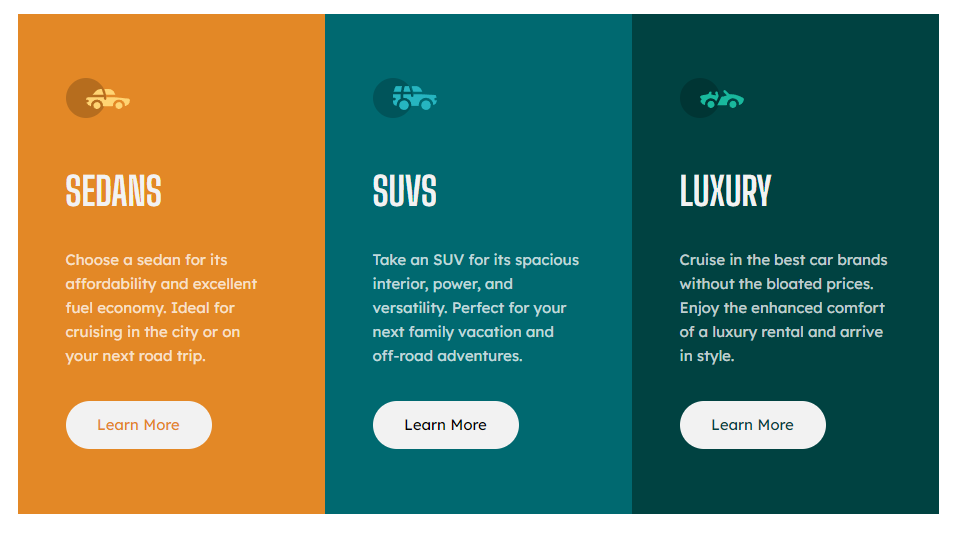 SEDANS
Choose a sedan for its
affordability and excellent
fuel economy. Ideal for
cruising in the city or on
your next road trip.
Learn More
SUVS
Take an SUV for its spacious
interior, power, and
versatility. Perfect for your
next family vacation and
off-road adventures.
Learn More
LUXURY
Cruise in the best car brands
without the bloated prices.
Enjoy the enhanced comfort
of a luxury rental and arrive
in style.
Learn More